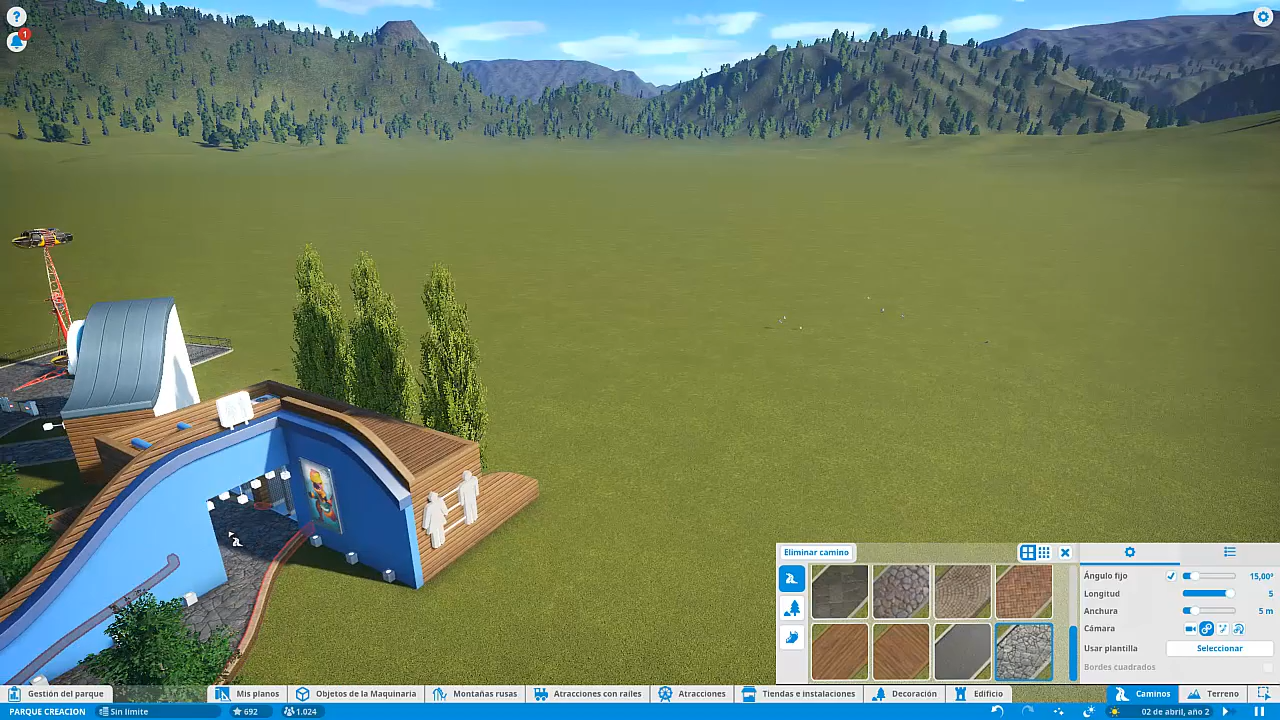 ?
1
Eliminar camino
Ángulo fijo 15,00°
Longitud 5
Anchura 5 m
Cámara
Usar plantilla Seleccionar
Bordes cuadrados
Gestión del parque Mis planos Objetos de la Maquinaria Montañas rusas Atracciones con raíles Atracciones Tiendas e instalaciones Decoración Edificio Caminos Terreno
PARQUE CREACION Sin límite 692 1.024 02 de abril, año 2